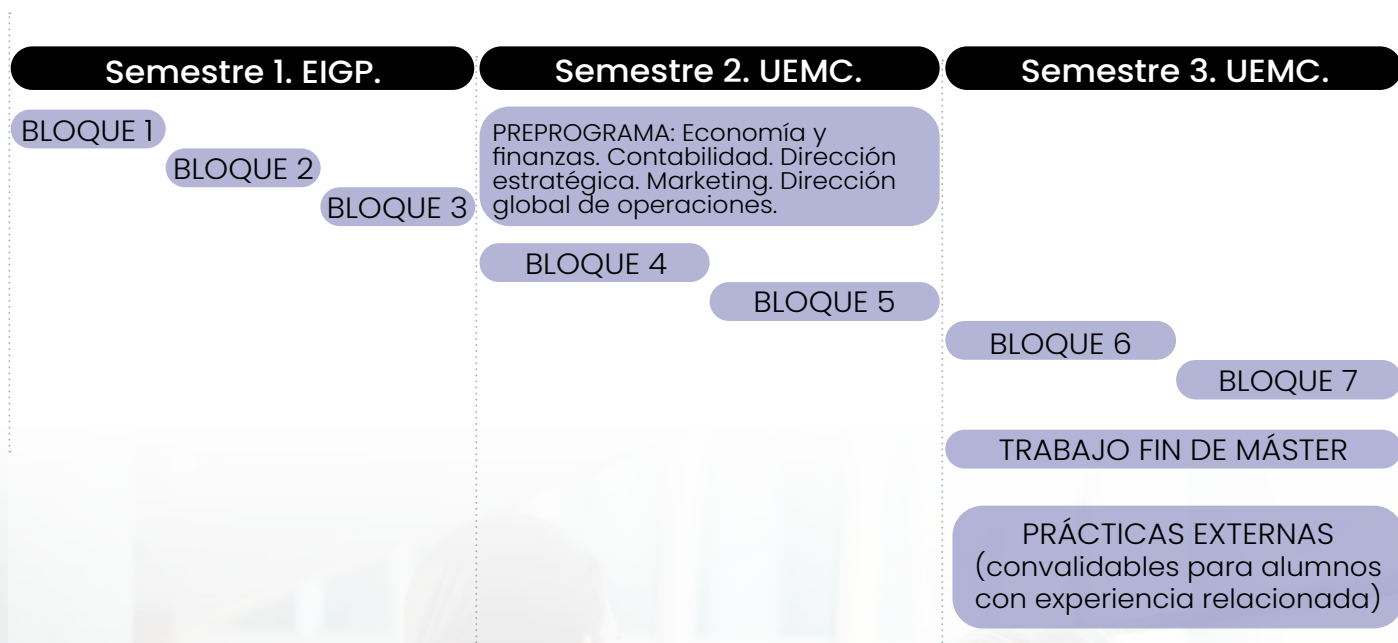 Semestre 1. EIGP.
Semestre 2. UEMC.
Semestre 3. UEMC.
BLOQUE 1
BLOQUE 2
BLOQUE 3
PREPROGRAMA: Economía y
finanzas. Contabilidad. Dirección
estratégica. Marketing. Dirección
global de operaciones.
BLOQUE 4
BLOQUE 5
BLOQUE 6
BLOQUE 7
TRABAJO FIN DE MÁSTER
PRÁCTICAS EXTERNAS
(convalidables para alumnos
con experiencia relacionada)